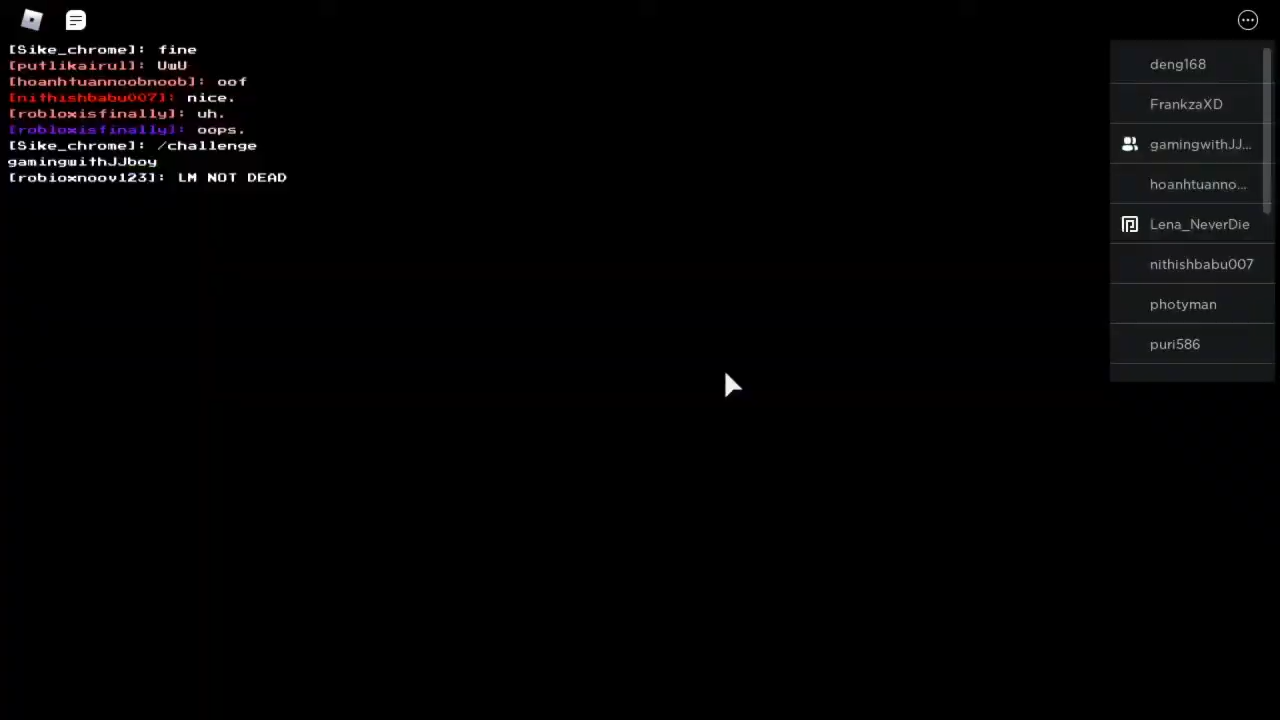 [Sike_chrome]: fine
[putlikairul]: UwU
[hoanhtuannoobnoob]: oof
[nithishbabu007]: nice.
[robloxisfinally]: uh.
[robloxisfinally]: oops.
[Sike_chrome]: /challenge
gamingwithJJboy
[robioxnoov123]: LM NOT DEAD
deng168
FrankzaXD
gamingwithJJ...
hoanhtuanno...
Lena_NeverDie
nithishbabu007
photyman
puri586